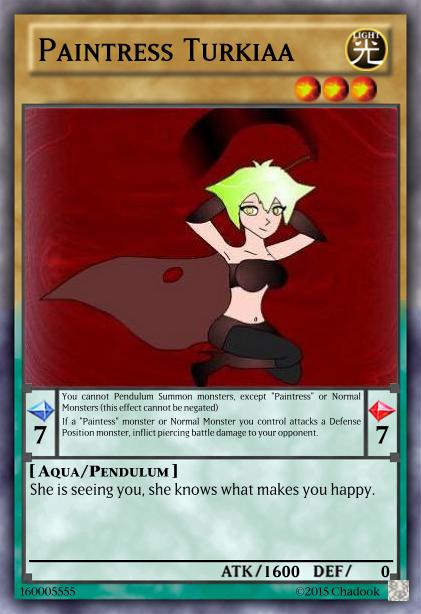 Paintress Turkiaa
LIGHT
光
You cannot Pendulum Summon monsters, except "Paintress" or Normal
Monsters (this effect cannot be negated)
If a "Paintess" monster or Normal Monster you control attacks a Defense
Position monster, inflict piercing battle damage to your opponent.
7
7
[ Aqua/Pendulum ]
She is seeing you, she knows what makes you happy.
ATK/1600 DEF/ 0
160005555
©2015 Chadook